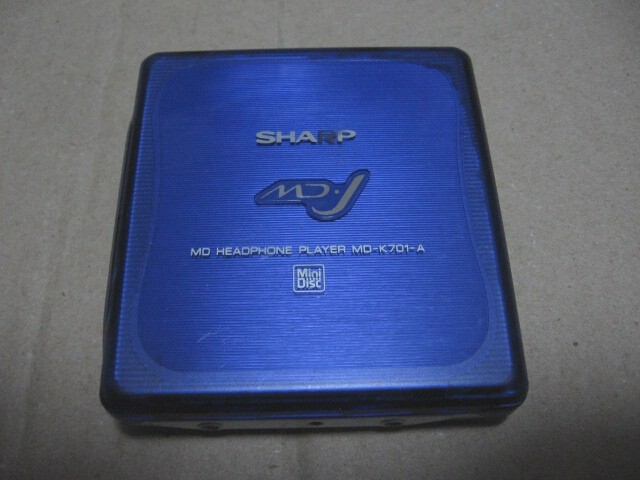 SHARP
MD.J
MD HEADPHONE PLAYER MD-K701-A
Mini
Disc